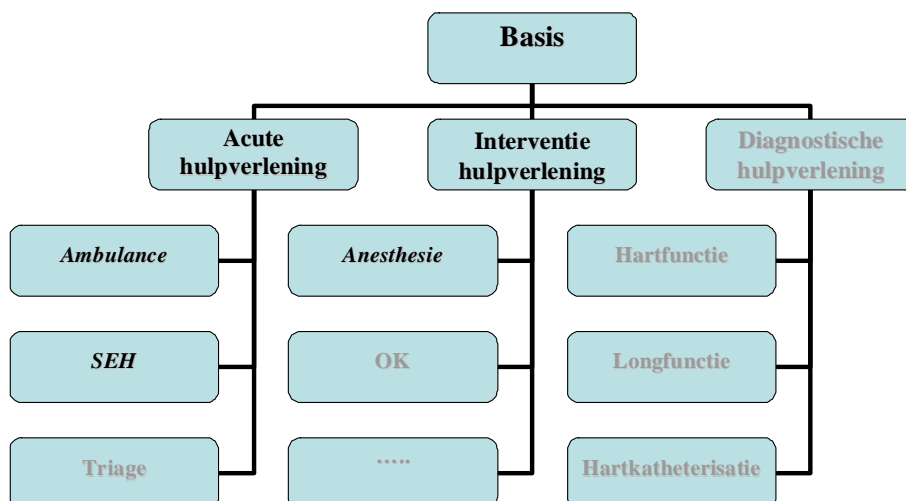 Basis
Acute
hulpverlening
Interventie
hulpverlening
Diagnostische
hulpverlening
Ambulance
Anesthesie
Hartfunctie
SEH
OK
Longfunctie
Triage
.....
Hartkatheterisatie